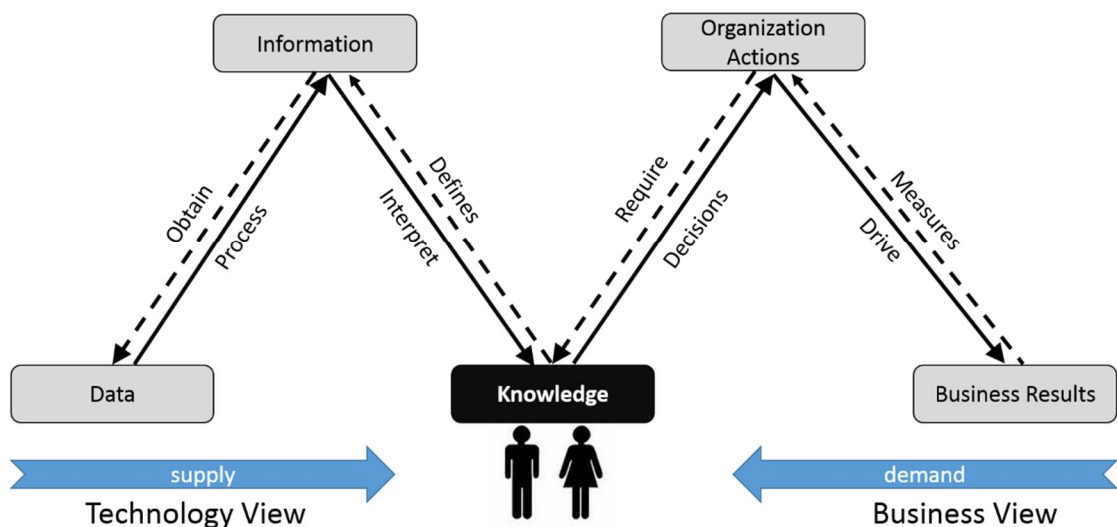 Information
Organization
Actions
Obtain
Process
Defines
Interpret
Require
Decisions
Measures
Drive
Data
Knowledge
Business Results
supply
demand
Technology View
Business View